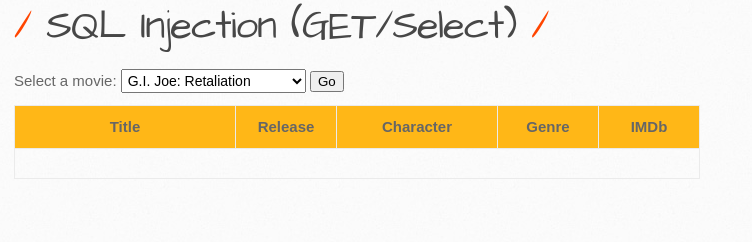 / SQL Injection (GET/Select) /
Select a movie: G.I. Joe: Retaliation Go
Title Release Character Genre IMDb